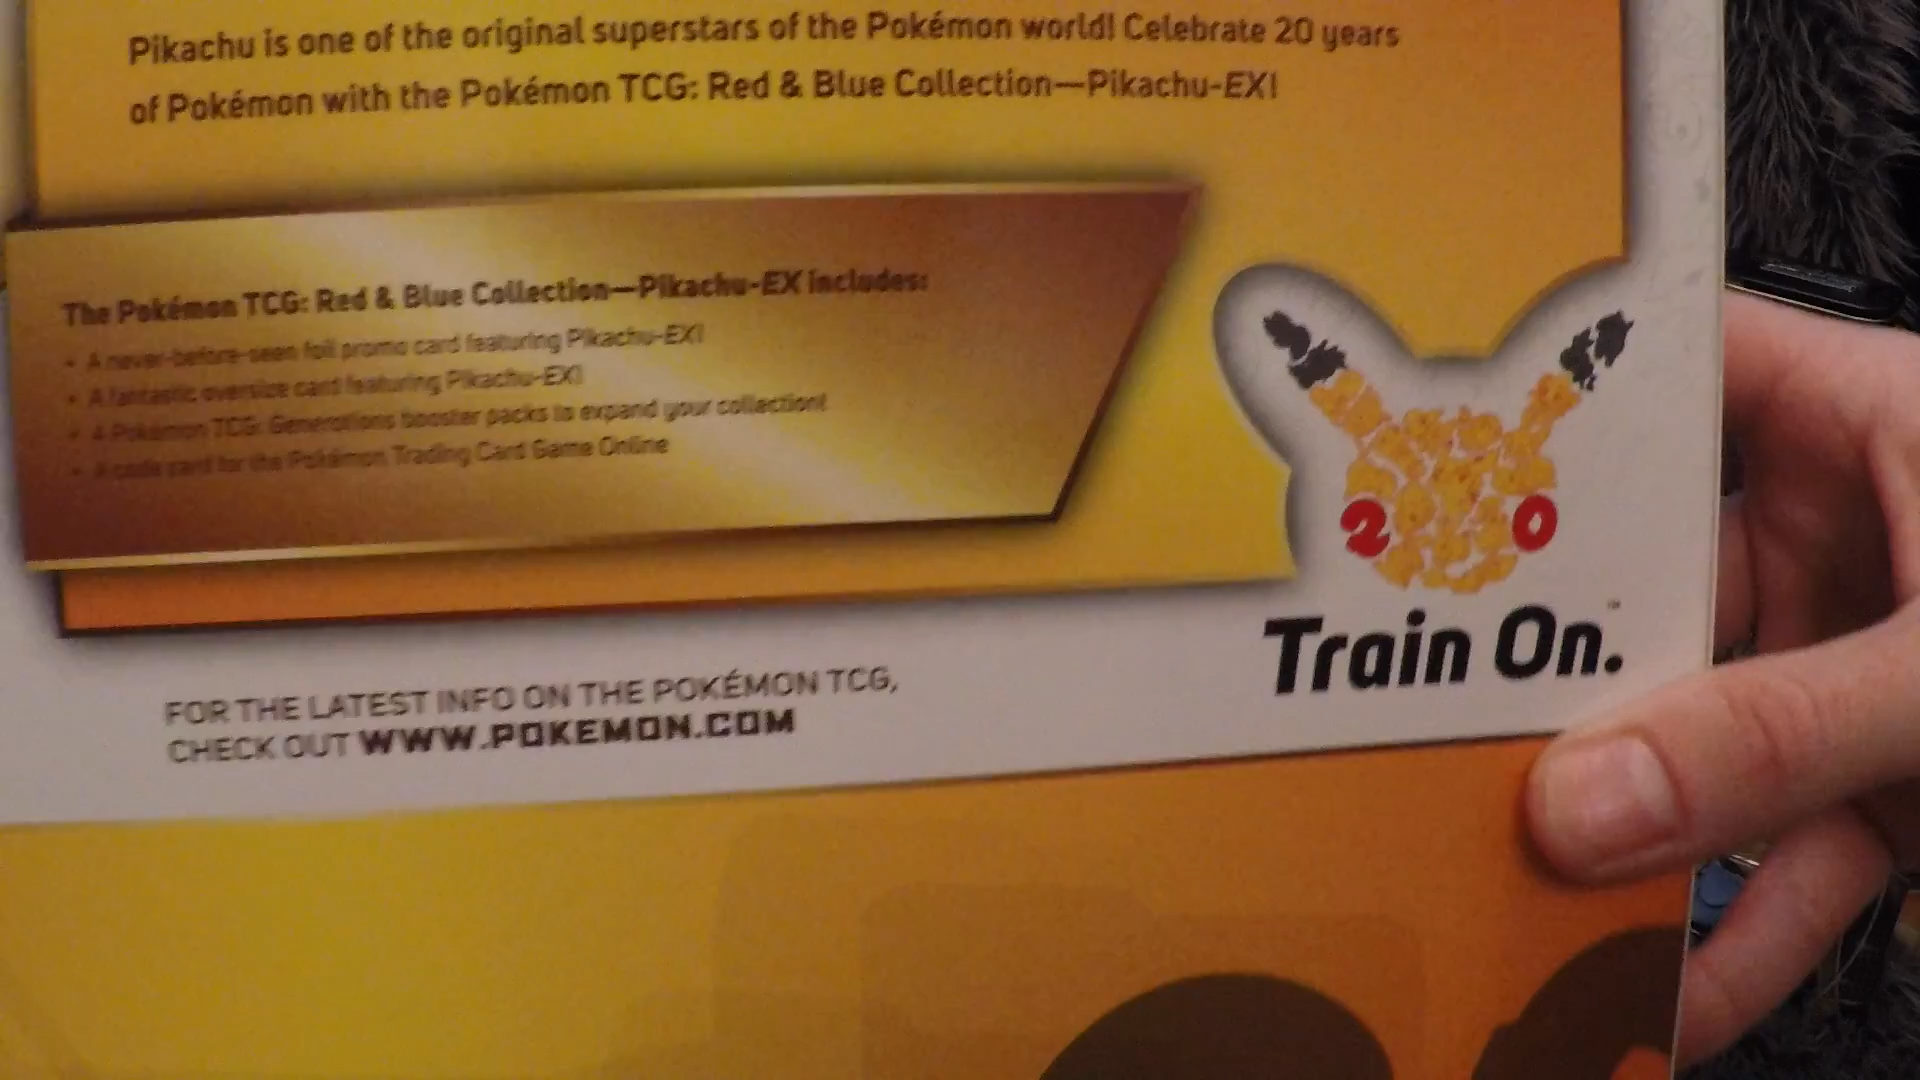 Pikachu is one of the original superstars of the Pokémon world! Celebrate 20 years
of Pokémon with the Pokémon TCG: Red & Blue Collection—Pikachu-EX!
The Pokémon TCG: Red & Blue Collection—Pikachu-EX includes:
• A never-before-seen foil promo card featuring Pikachu-EX!
• A fantastic oversize card featuring Pikachu-EX!
• 4 Pokémon TCG: Generations booster packs to expand your collection!
• A code card for the Pokémon Trading Card Game Online
20
Train On.™
FOR THE LATEST INFO ON THE POKÉMON TCG,
CHECK OUT WWW.POKEMON.COM